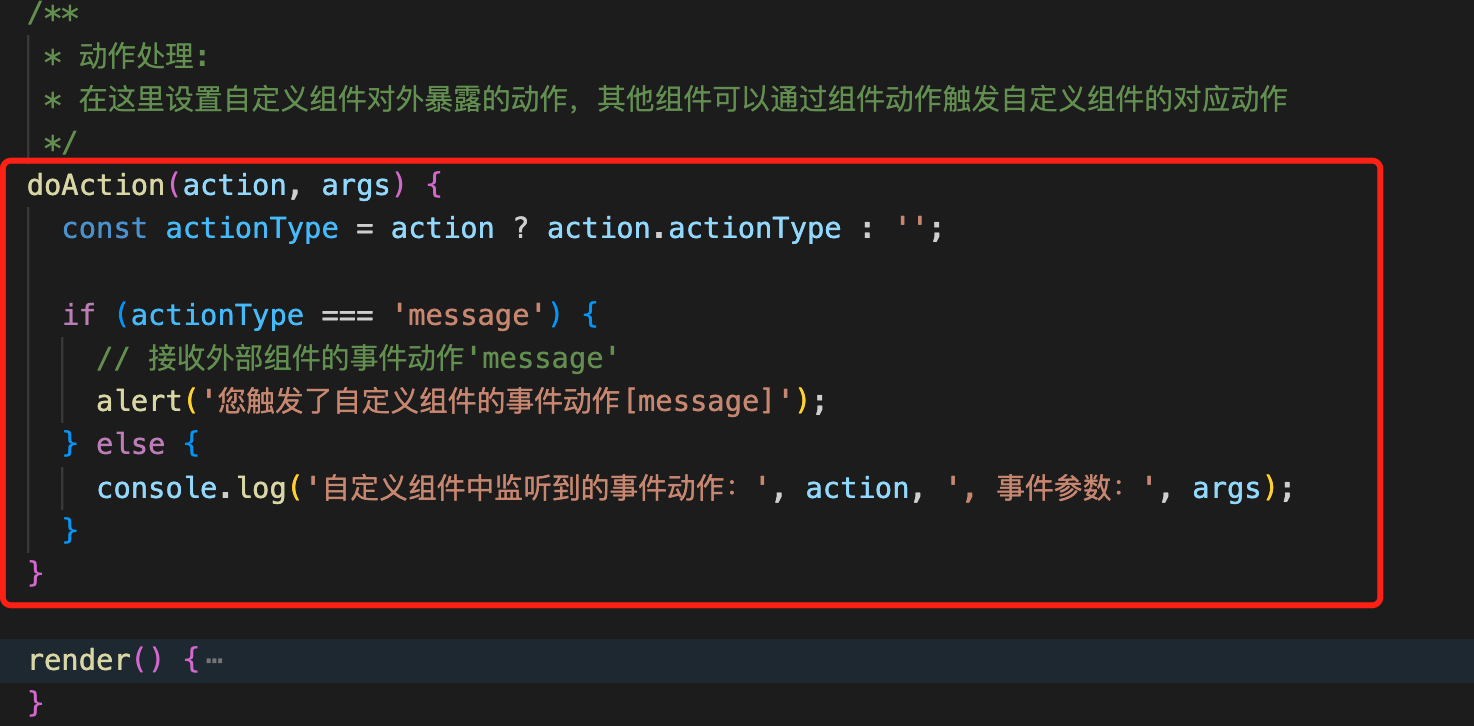 /**
 * 动作处理:
 * 在这里设置自定义组件对外暴露的动作，其他组件可以通过组件动作触发自定义组件的对应动作
 */
doAction(action, args) {
  const actionType = action ? action.actionType : '';
  if (actionType === 'message') {
    // 接收外部组件的事件动作'message'
    alert('您触发了自定义组件的事件动作[message]');
  } else {
    console.log('自定义组件中监听到的事件动作：', action, ', 事件参数：', args);
  }
}
render() {⋯
}